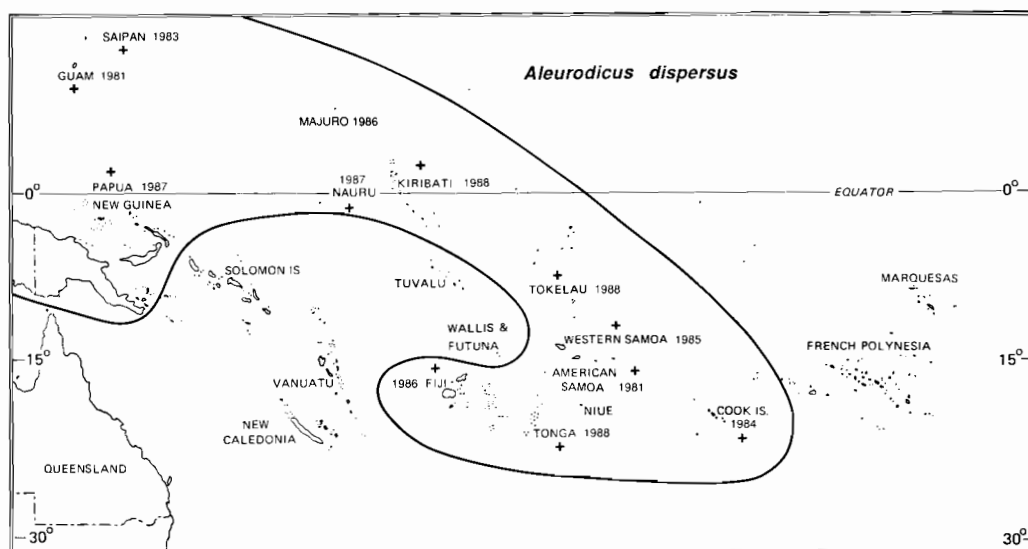 SAIPAN 1983
GUAM 1981
Aleurodicus dispersus
MAJURO 1986
PAPUA 1987
NEW GUINEA
1987
NAURU
KIRIBATI 1988
EQUATOR
0°
0°
SOLOMON IS
TUVALU
TOKELAU 1988
MARQUESAS
WALLIS &
FUTUNA
WESTERN SAMOA 1985
FRENCH POLYNESIA
15°
15°
VANUATU
1986 FIJI
AMERICAN
SAMOA 1981
NIUE
COOK IS.
1984
NEW
CALEDONIA
TONGA 1988
QUEENSLAND
30°
30°